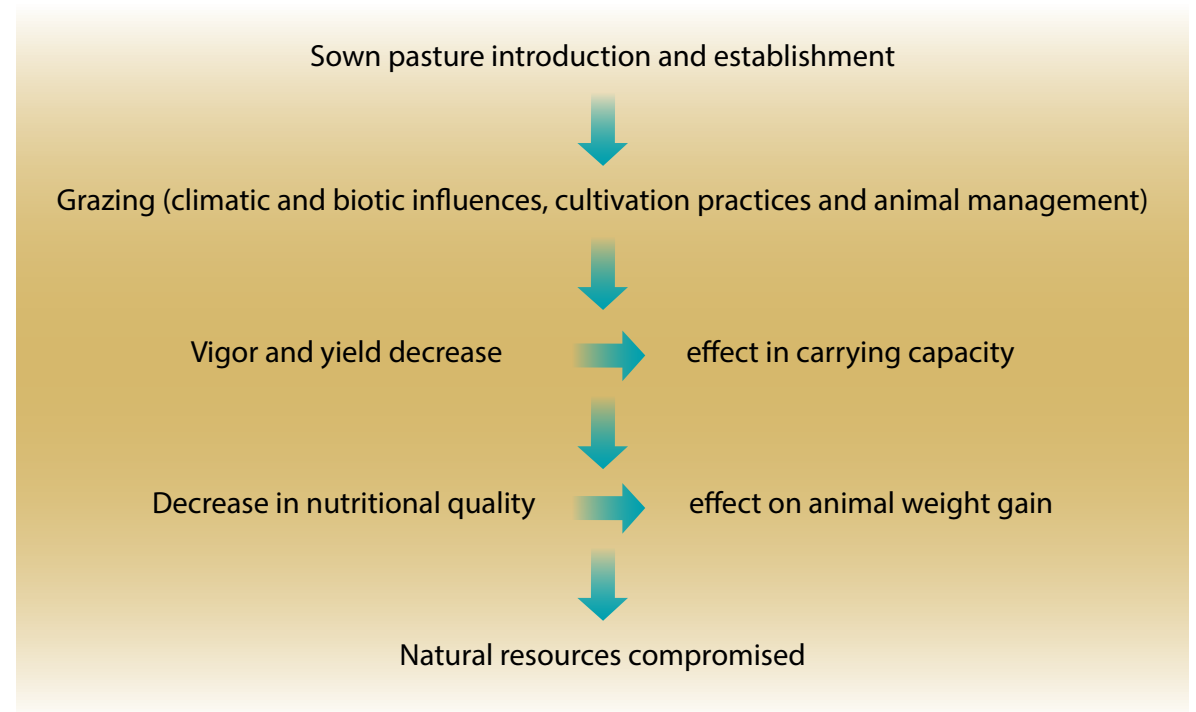 Sown pasture introduction and establishment
Grazing (climatic and biotic influences, cultivation practices and animal management)
Vigor and yield decrease
effect in carrying capacity
Decrease in nutritional quality
effect on animal weight gain
Natural resources compromised